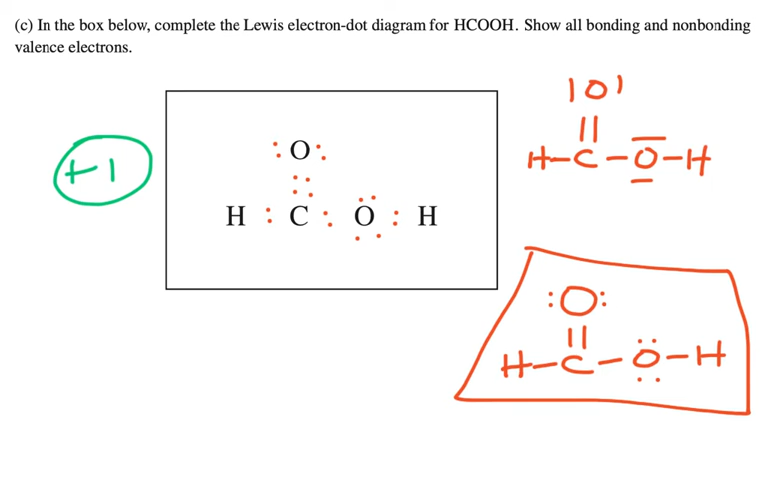 (c) In the box below, complete the Lewis electron-dot diagram for HCOOH. Show all bonding and nonbonding
valence electrons.
+1
:O:
::
H : C : Ö : H
|O|
||
H-C-O-H
:O:
||
H-C-Ö-H